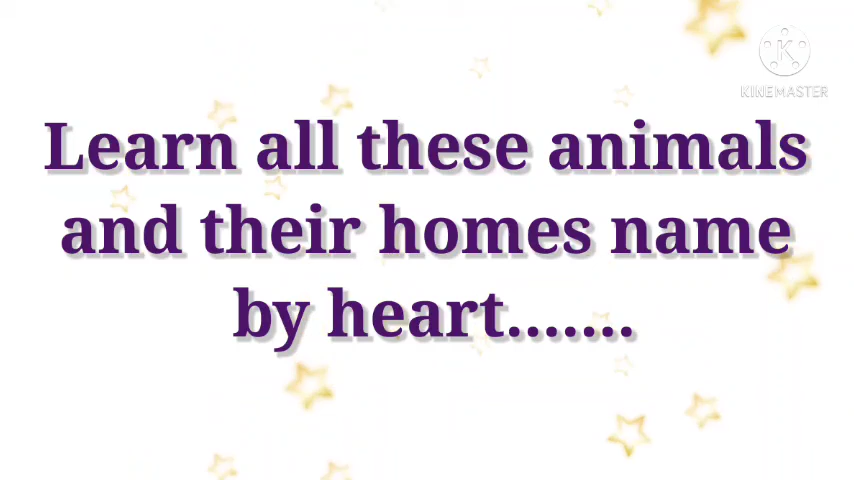 KINEMASTER
Learn all these animals
and their homes name
by heart.......